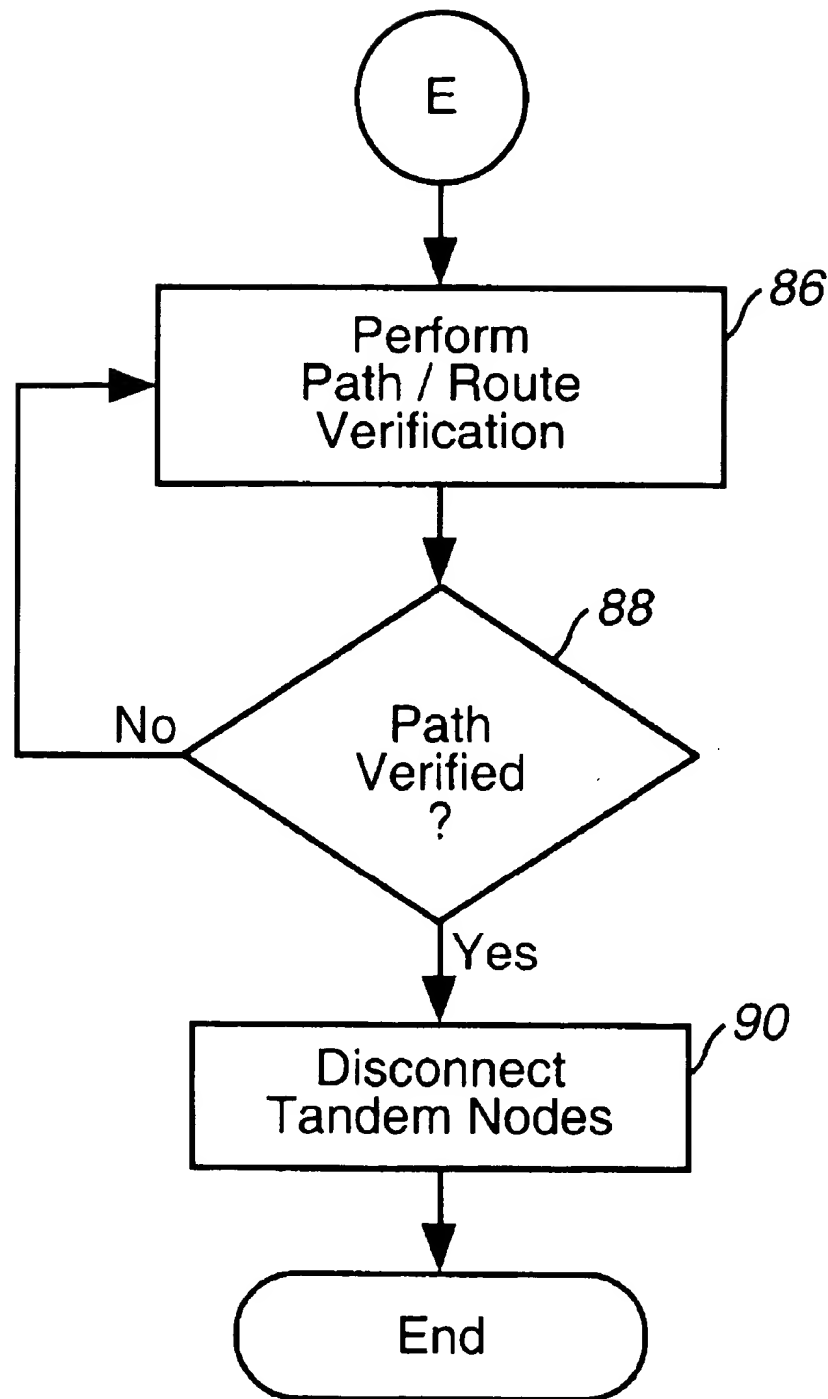 E
86
Perform
Path / Route
Verification
88
No
Path
Verified
?
Yes
90
Disconnect
Tandem Nodes
End